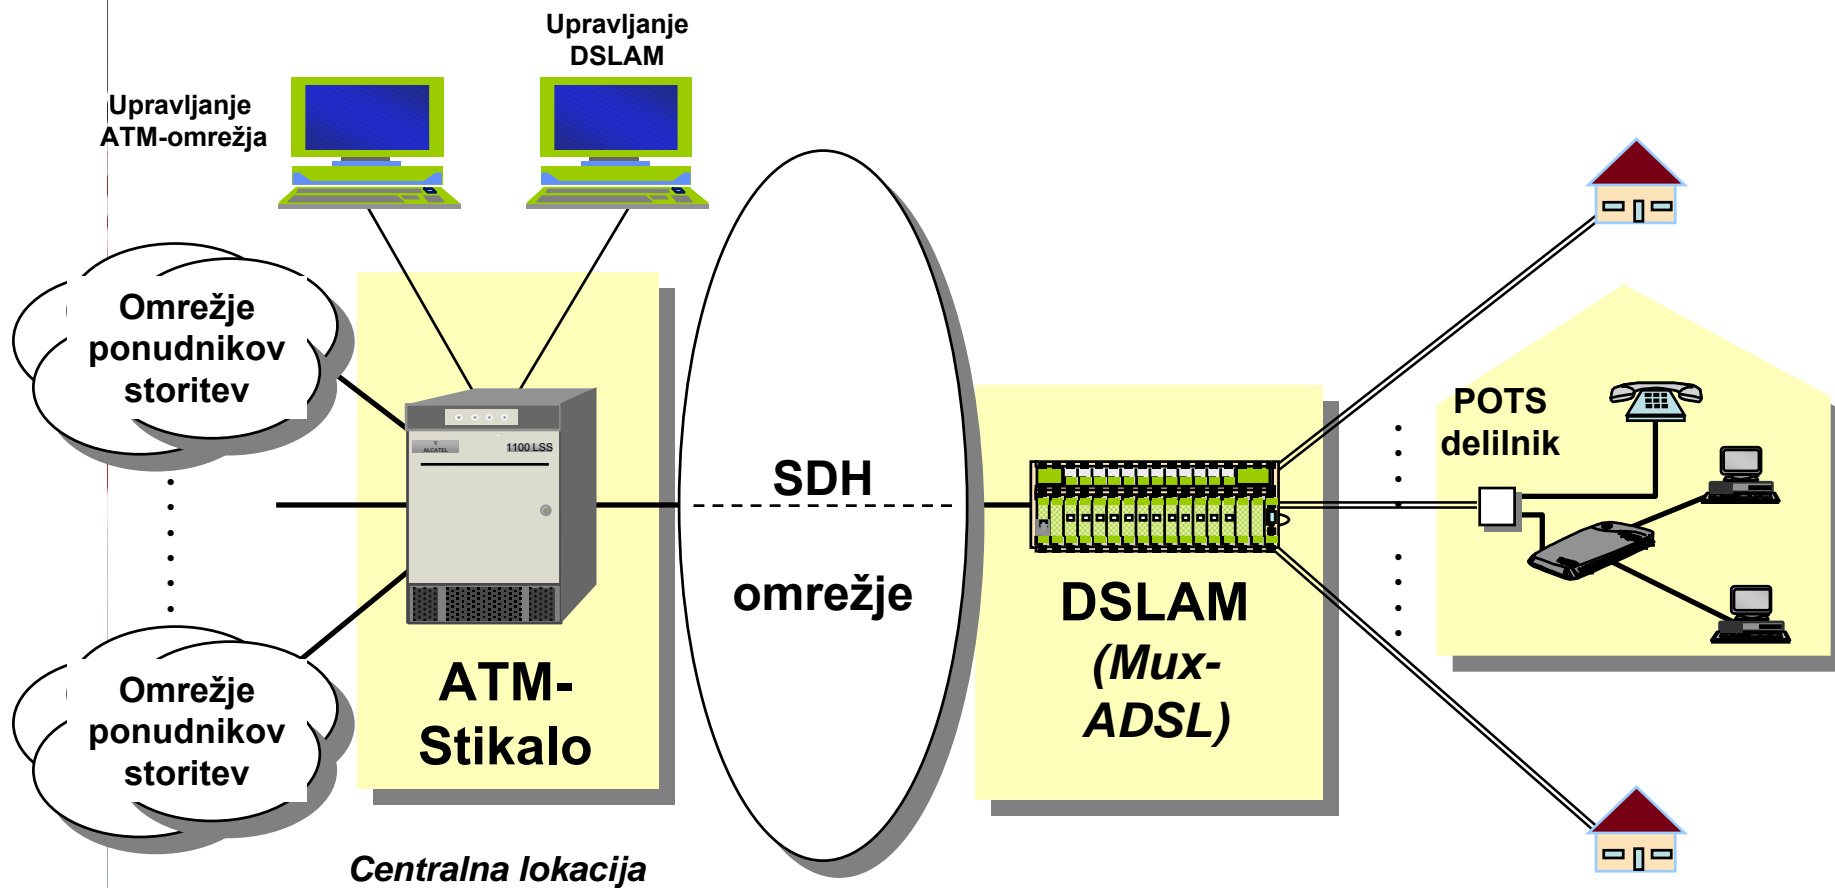 Upravljanje
DSLAM
Upravljanje
ATM-omrežja
Omrežje
ponudnikov
storitev
ALCATEL
1100 LSS
ATM-
Stikalo
SDH
omrežje
DSLAM
(Mux-
ADSL)
POTS
delilnik
Omrežje
ponudnikov
storitev
Centralna lokacija